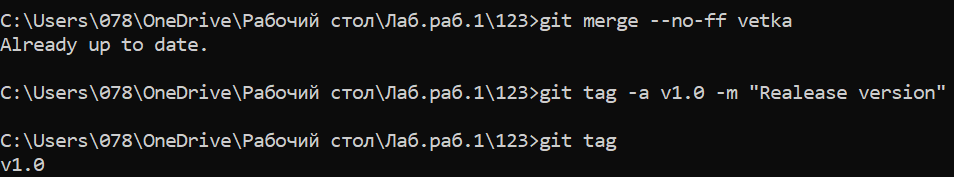 C:\Users\078\OneDrive\Рабочий стол\Лаб.раб.1\123>git merge --no-ff vetka
Already up to date.
C:\Users\078\OneDrive\Рабочий стол\Лаб.раб.1\123>git tag -a v1.0 -m "Realease version"
C:\Users\078\OneDrive\Рабочий стол\Лаб.раб.1\123>git tag
v1.0